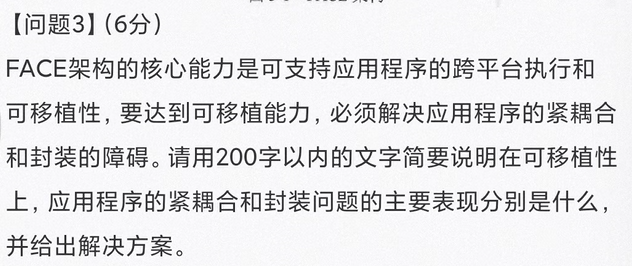 【问题3】(6分)
FACE架构的核心能力是可支持应用程序的跨平台执行和
可移植性, 要达到可移植能力, 必须解决应用程序的紧耦合
和封装的障碍。请用200字以内的文字简要说明在可移植性
上, 应用程序的紧耦合和封装问题的主要表现分别是什么,
并给出解决方案。